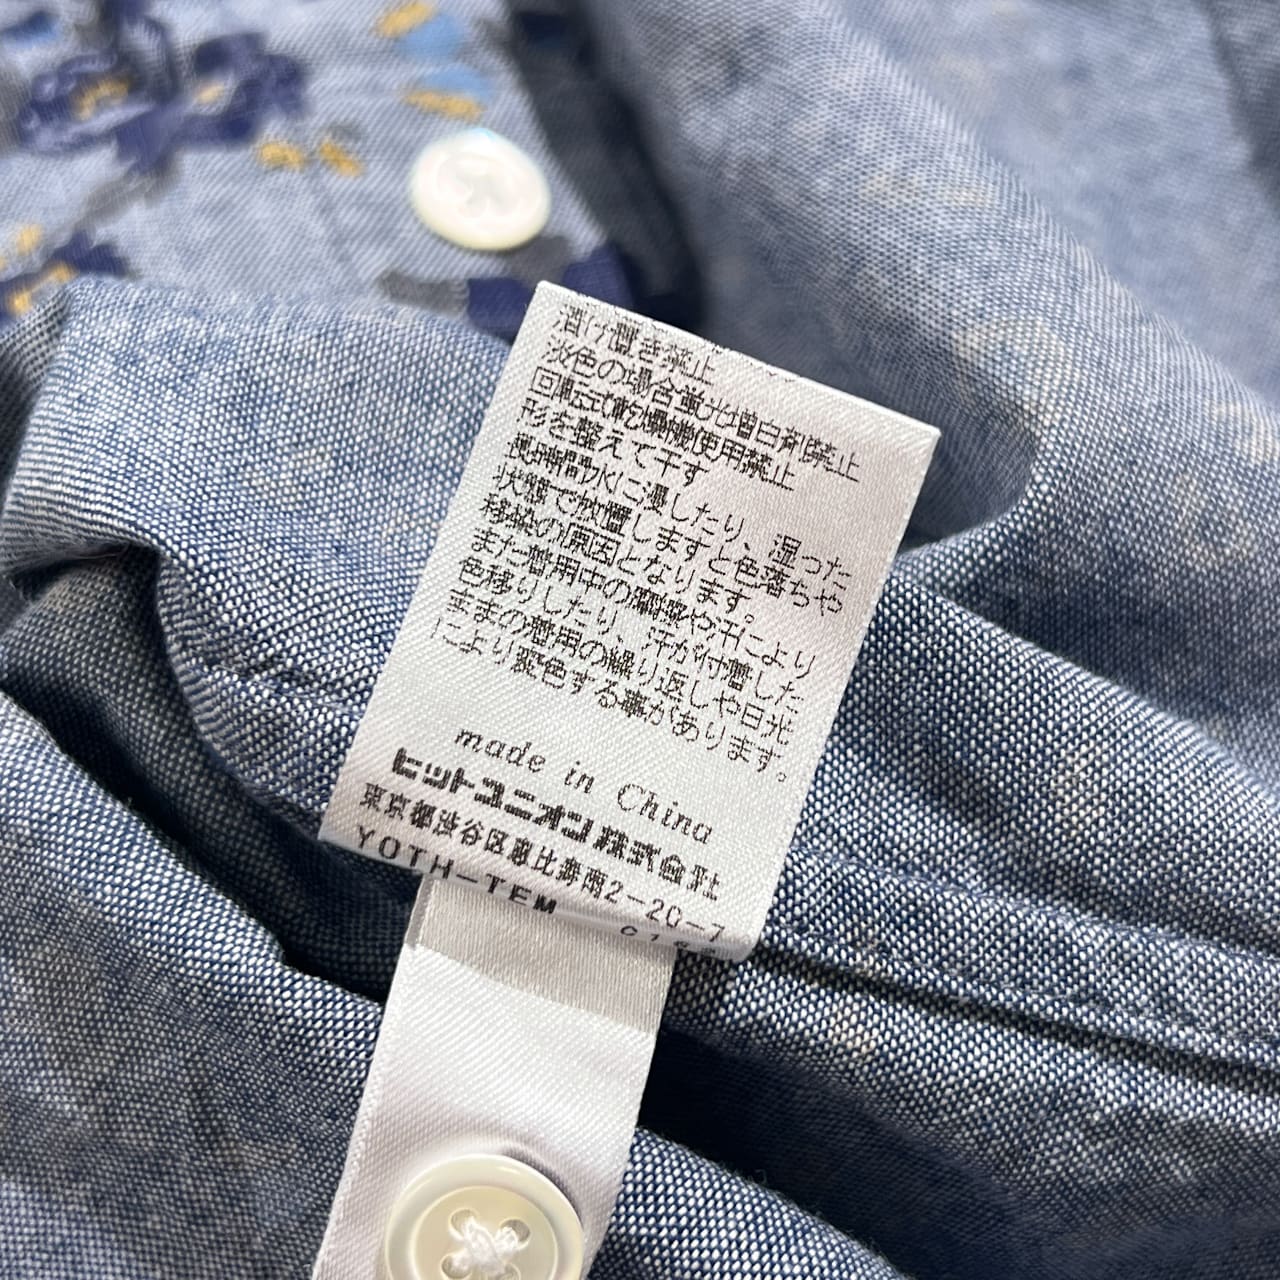 漬け置き禁止
淡色の場合蛍光増白剤禁止
回転式乾燥機使用禁止
形を整えて干す
長時間水に浸したり、湿った
状態で放置しますと色落ちや
移染の原因となります。
また着用中の摩擦や汗により
色移りしたり、汗が付着した
ままの着用の繰り返しや日光
により変色する事があります。
made in China
ヒットユニオン株式会社
東京都渋谷区恵比寿南2-20-7
YOTH-TEM